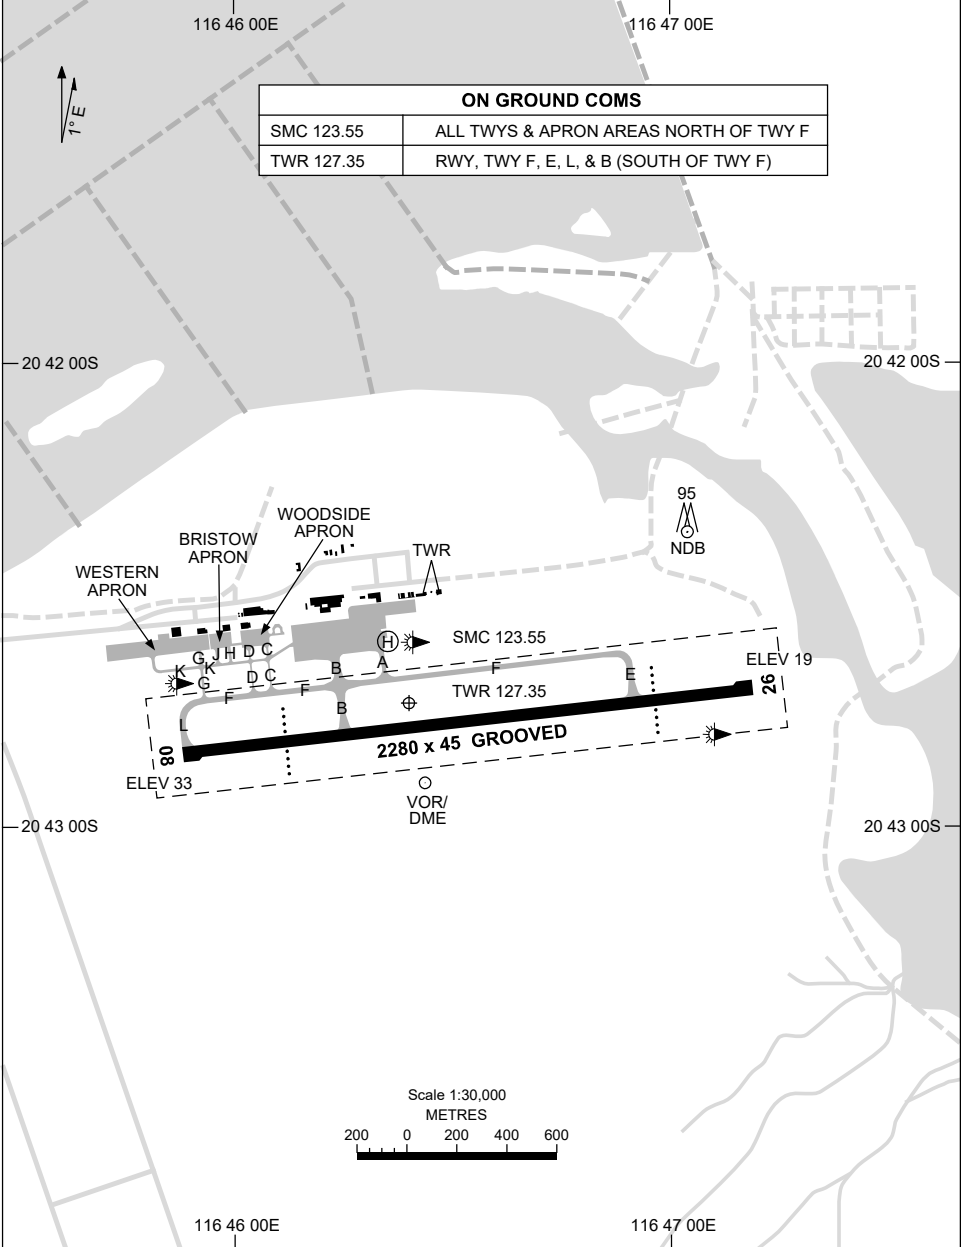 116 46 00E
116 47 00E
1° E
ON GROUND COMS
SMC 123.55
ALL TWYS & APRON AREAS NORTH OF TWY F
TWR 127.35
RWY, TWY F, E, L, & B (SOUTH OF TWY F)
20 42 00S
20 42 00S
95
NDB
WOODSIDE
APRON
BRISTOW
APRON
WESTERN
APRON
TWR
P
SMC 123.55
H
G
J
H
D
C
A
B
K
K
G
D
C
F
F
F
E
B
L
TWR 127.35
ELEV 19
26
08
2280 x 45 GROOVED
ELEV 33
VOR/
DME
20 43 00S
20 43 00S
Scale 1:30,000
METRES
200 0 200 400 600
116 46 00E
116 47 00E